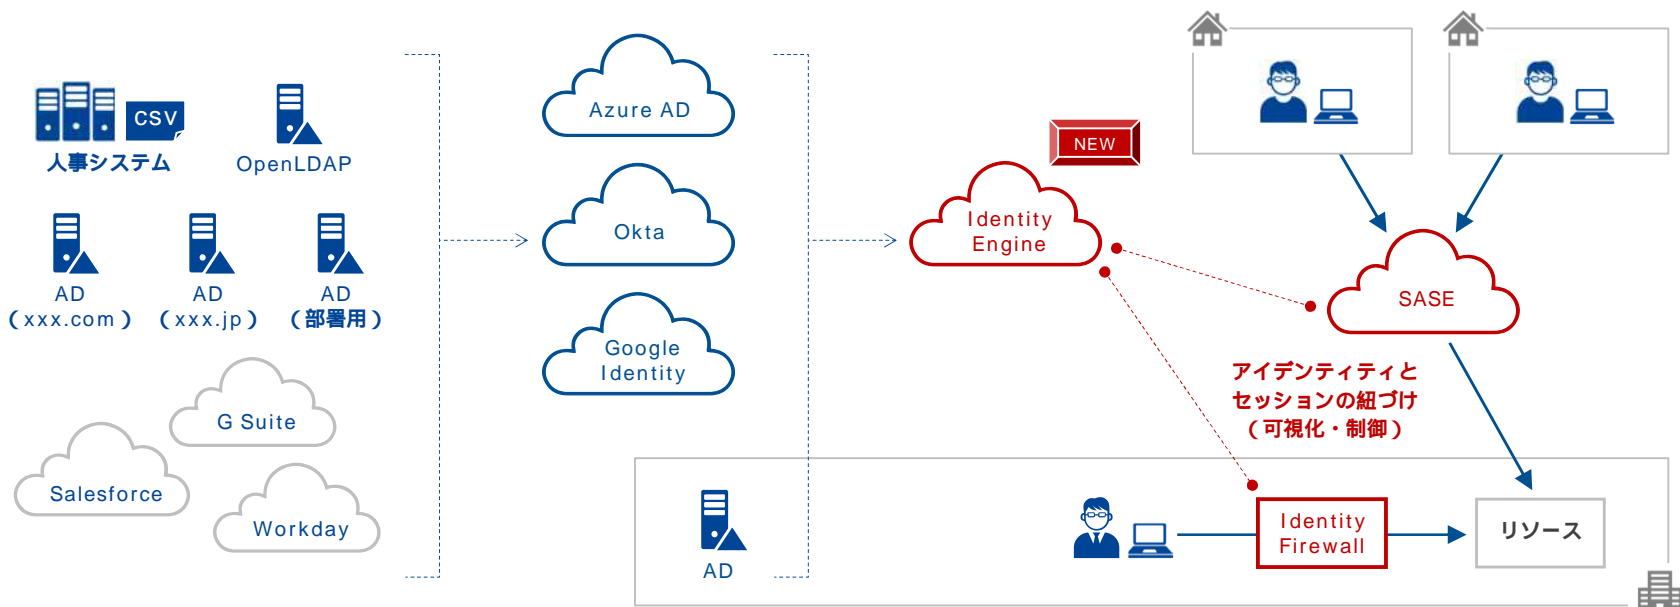 CSV
人事システム
OpenLDAP
AD
（xxx.com）
AD
（xxx.jp）
AD
（部署用）
G Suite
Salesforce
Workday
Azure AD
Okta
Google
Identity
AD
NEW
Identity
Engine
SASE
アイデンティティと
セッションの紐づけ
（可視化・制御）
Identity
Firewall
リソース